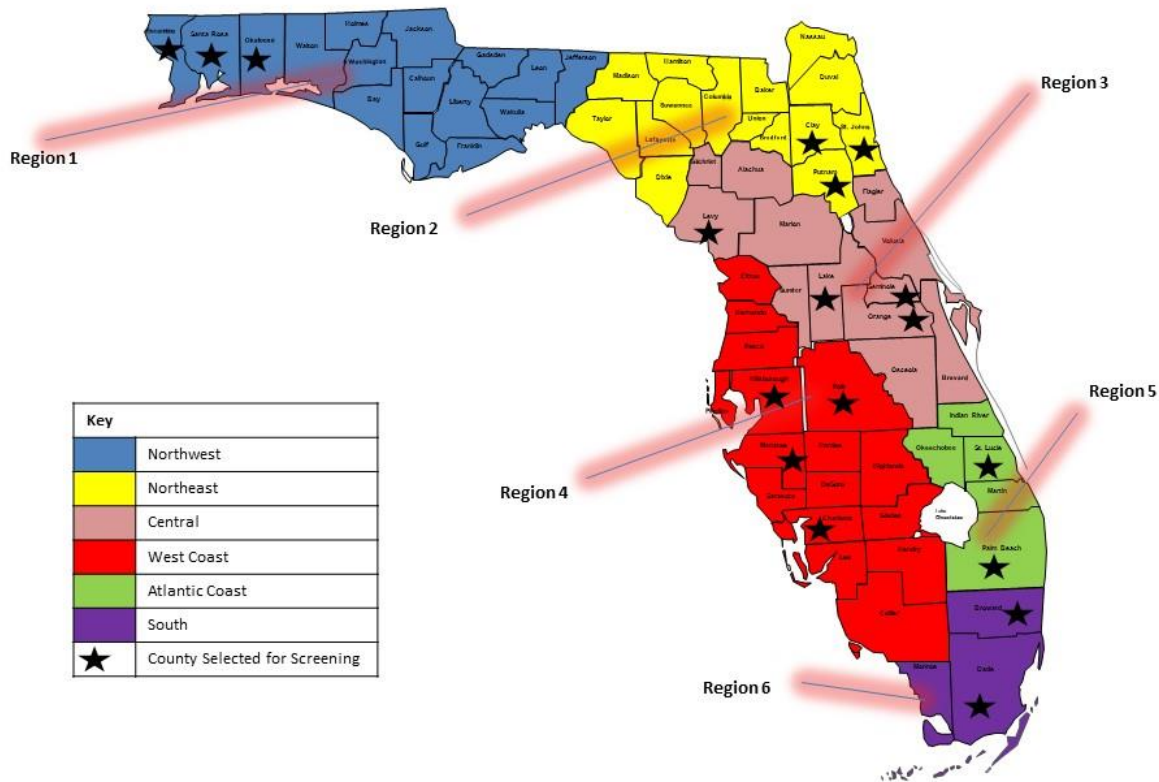 Santa Rosa
Okaloosa
Walton
Holmes
Jackson
Washington
Bay
Calhoun
Gulf
Liberty
Gadsden
Leon
Wakulla
Franklin
Jefferson
Madison
Hamilton
Taylor
Suwannee
Lafayette
Columbia
Dixie
Baker
Union
Bradford
Nassau
Duval
Clay
St. Johns
Putnam
Region 3
Region 1
Region 2
Gilchrist
Alachua
Levy
Marion
Flagler
Volusia
Lake
Sumter
Seminole
Orange
Osceola
Brevard
Citrus
Hernando
Pasco
Hillsborough
Polk
Region 5
Indian River
Okeechobee
St. Lucie
Martin
Region 4
Manatee
Hardee
Highlands
Sarasota
DeSoto
Charlotte
Glades
Lake
Okeechobee
Lee
Hendry
Palm Beach
Collier
Broward
Region 6
Monroe
Dade
Key
Northwest
Northeast
Central
West Coast
Atlantic Coast
South
County Selected for Screening